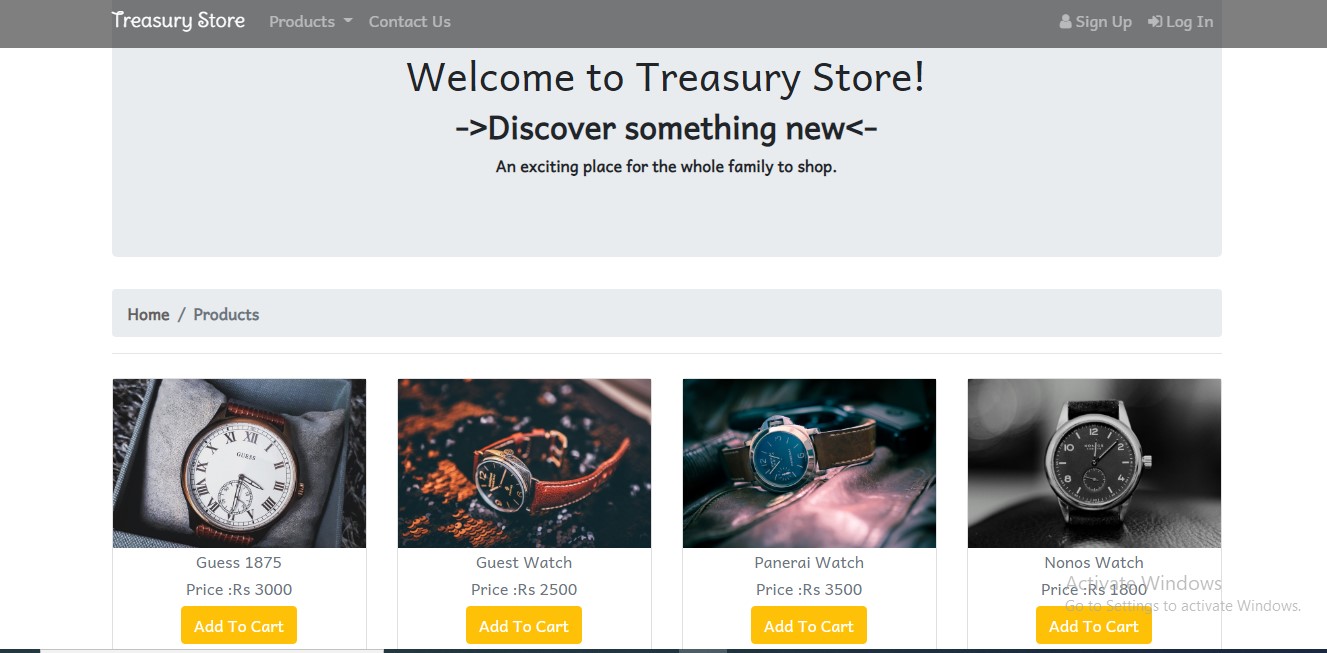 Treasury Store Products Contact Us Sign Up Log In
Welcome to Treasury Store!
->Discover something new<-
An exciting place for the whole family to shop.
Home / Products
GUESS
Guess 1875 Guest Watch Panerai Watch Nonos Watch
Price :Rs 3000 Price :Rs 2500 Price :Rs 3500 Price :Rs 1800
Activate Windows
Go to Settings to activate Windows.
Add To Cart Add To Cart Add To Cart Add To Cart